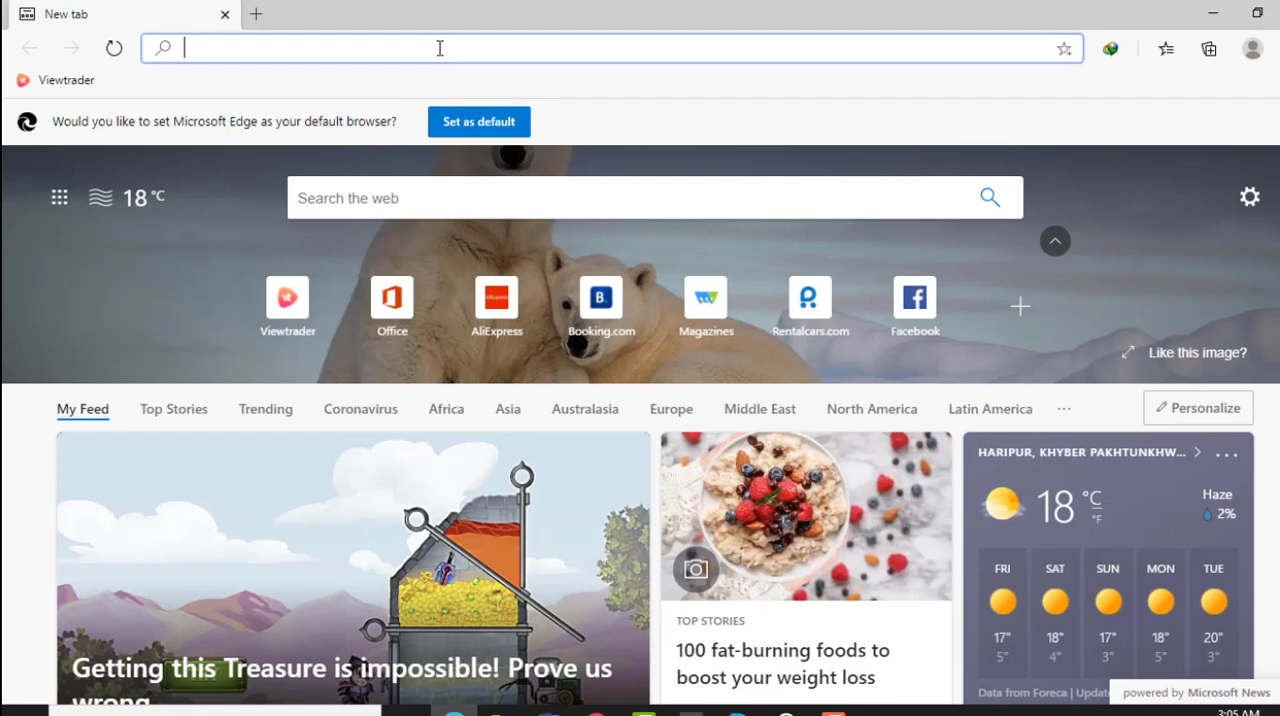 New tab
Viewtrader
Would you like to set Microsoft Edge as your default browser?
Set as default
18 °C
Search the web
Viewtrader
Office
AliExpress
AliExpress
B.
Booking.com
Magazines
Rentalcars.com
Facebook
Like this image?
My Feed
Top Stories
Trending
Coronavirus
Africa
Asia
Australasia
Europe
Middle East
North America
Latin America
...
Personalize
Getting this Treasure is impossible! Prove us
wrong
TOP STORIES
100 fat-burning foods to
boost your weight loss
HARIPUR, KHYBER PAKHTUNKHW...
18 °C
°F
Haze
2%
FRI SAT SUN MON TUE
17° 18° 17° 18° 20°
5° 4° 3° 5° 3°
Data from Foreca |
powered by Microsoft News
3:05 AM